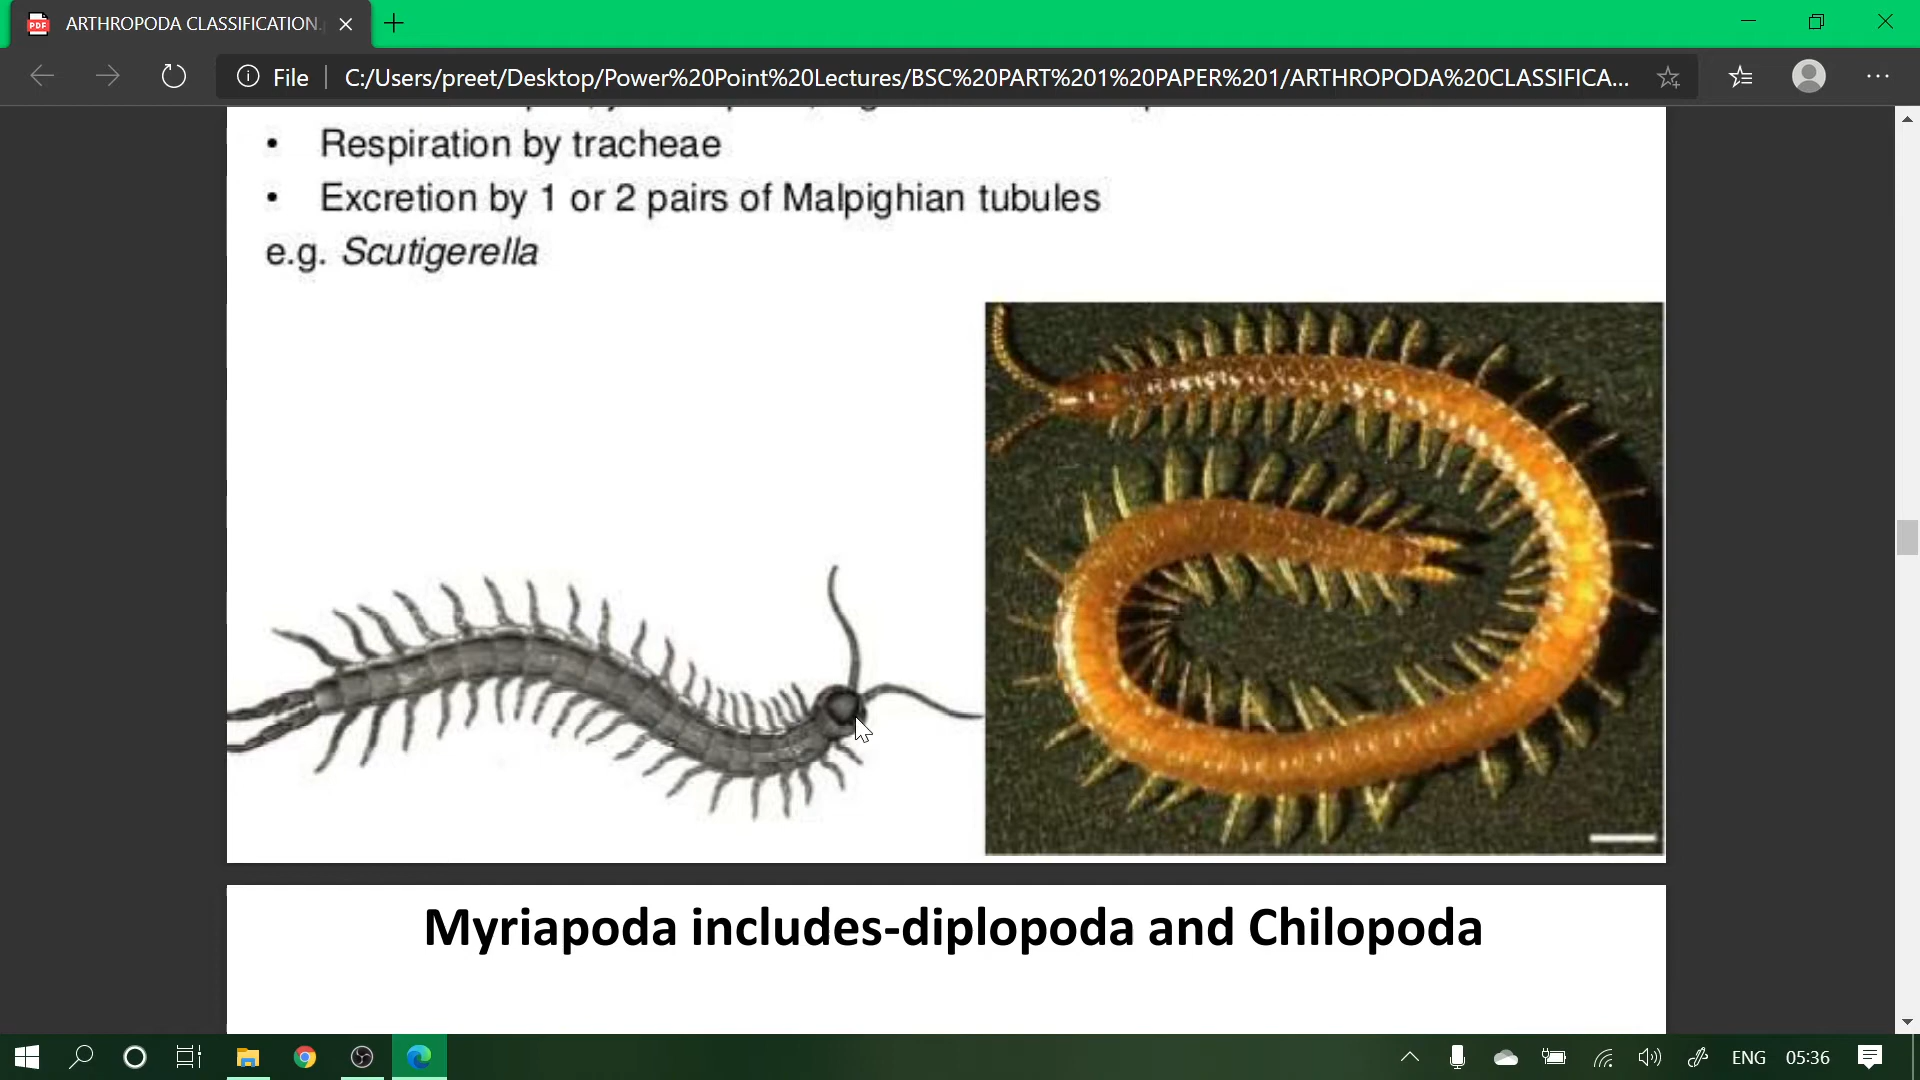 ARTHROPODA CLASSIFICATION.
File
C:/Users/preet/Desktop/Power%20Point%20Lectures/BSC%20PART%201%20PAPER%201/ARTHROPODA%20CLASSIFICA...
• Respiration by tracheae
• Excretion by 1 or 2 pairs of Malpighian tubules
e.g. Scutigerella
Myriapoda includes-diplopoda and Chilopoda
ENG 05:36